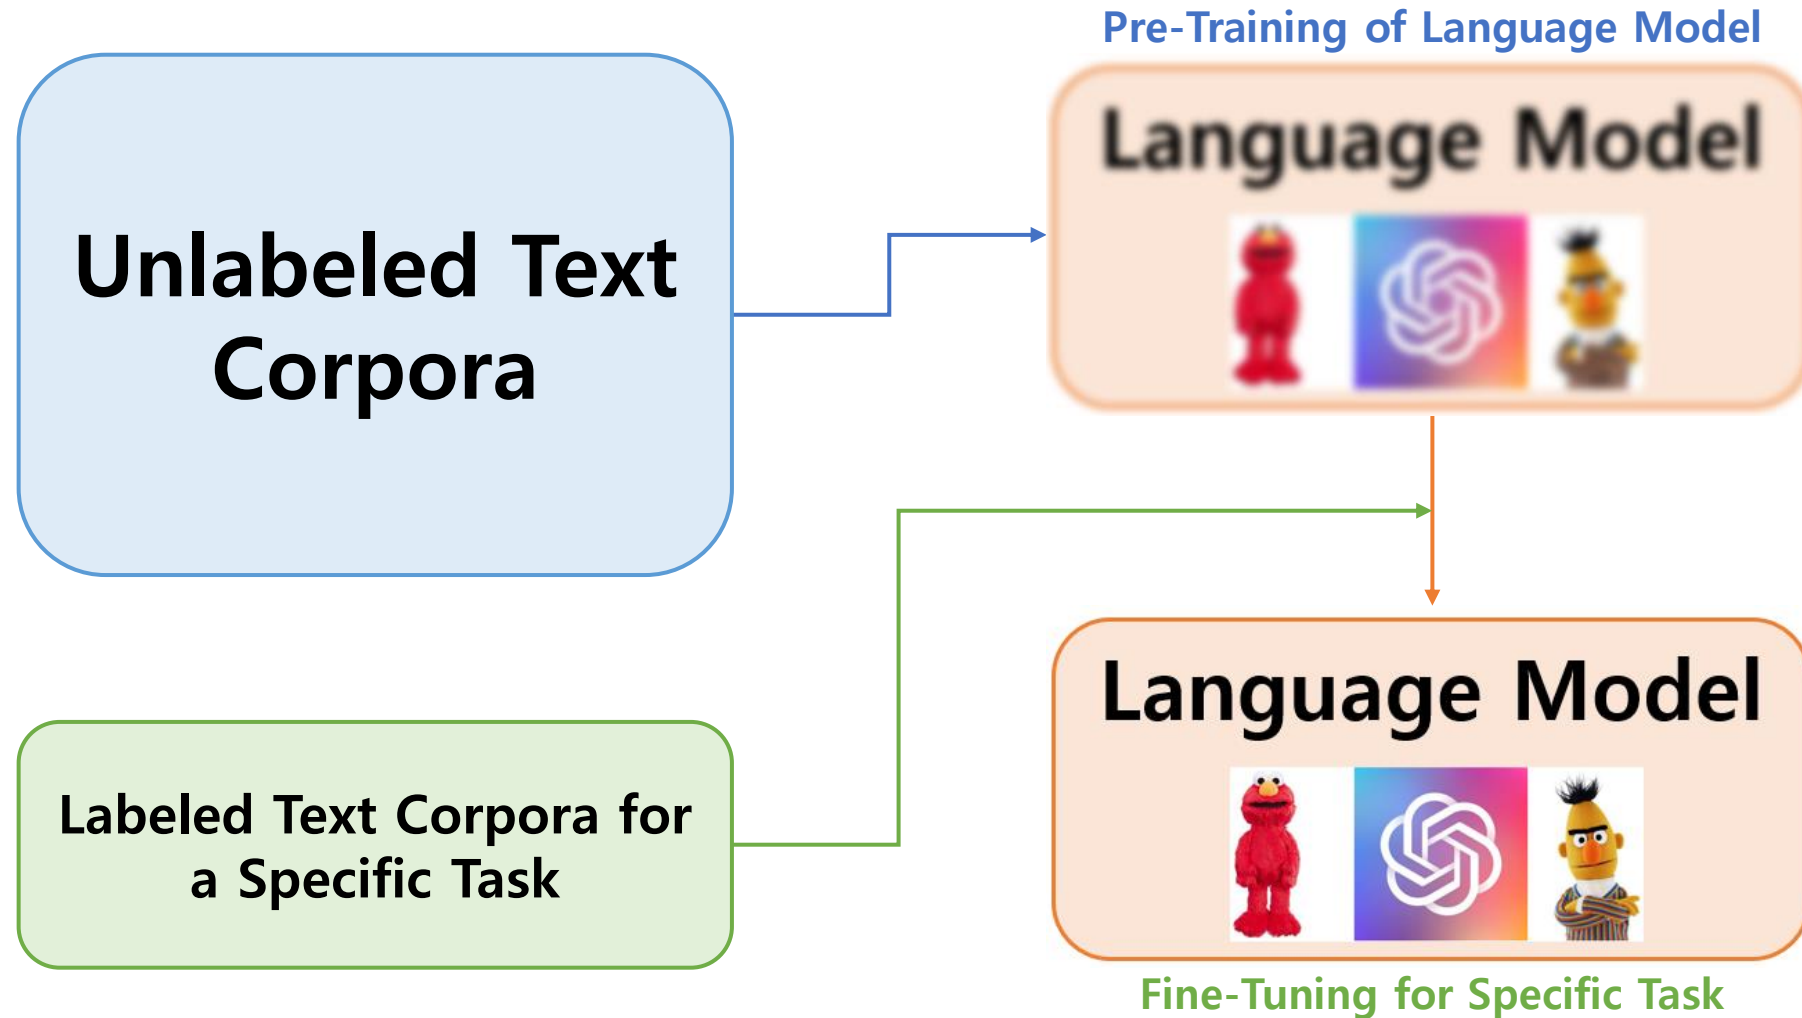 Pre-Training of Language Model
Unlabeled Text
Corpora
Language Model
Labeled Text Corpora for
a Specific Task
Language Model
Fine-Tuning for Specific Task